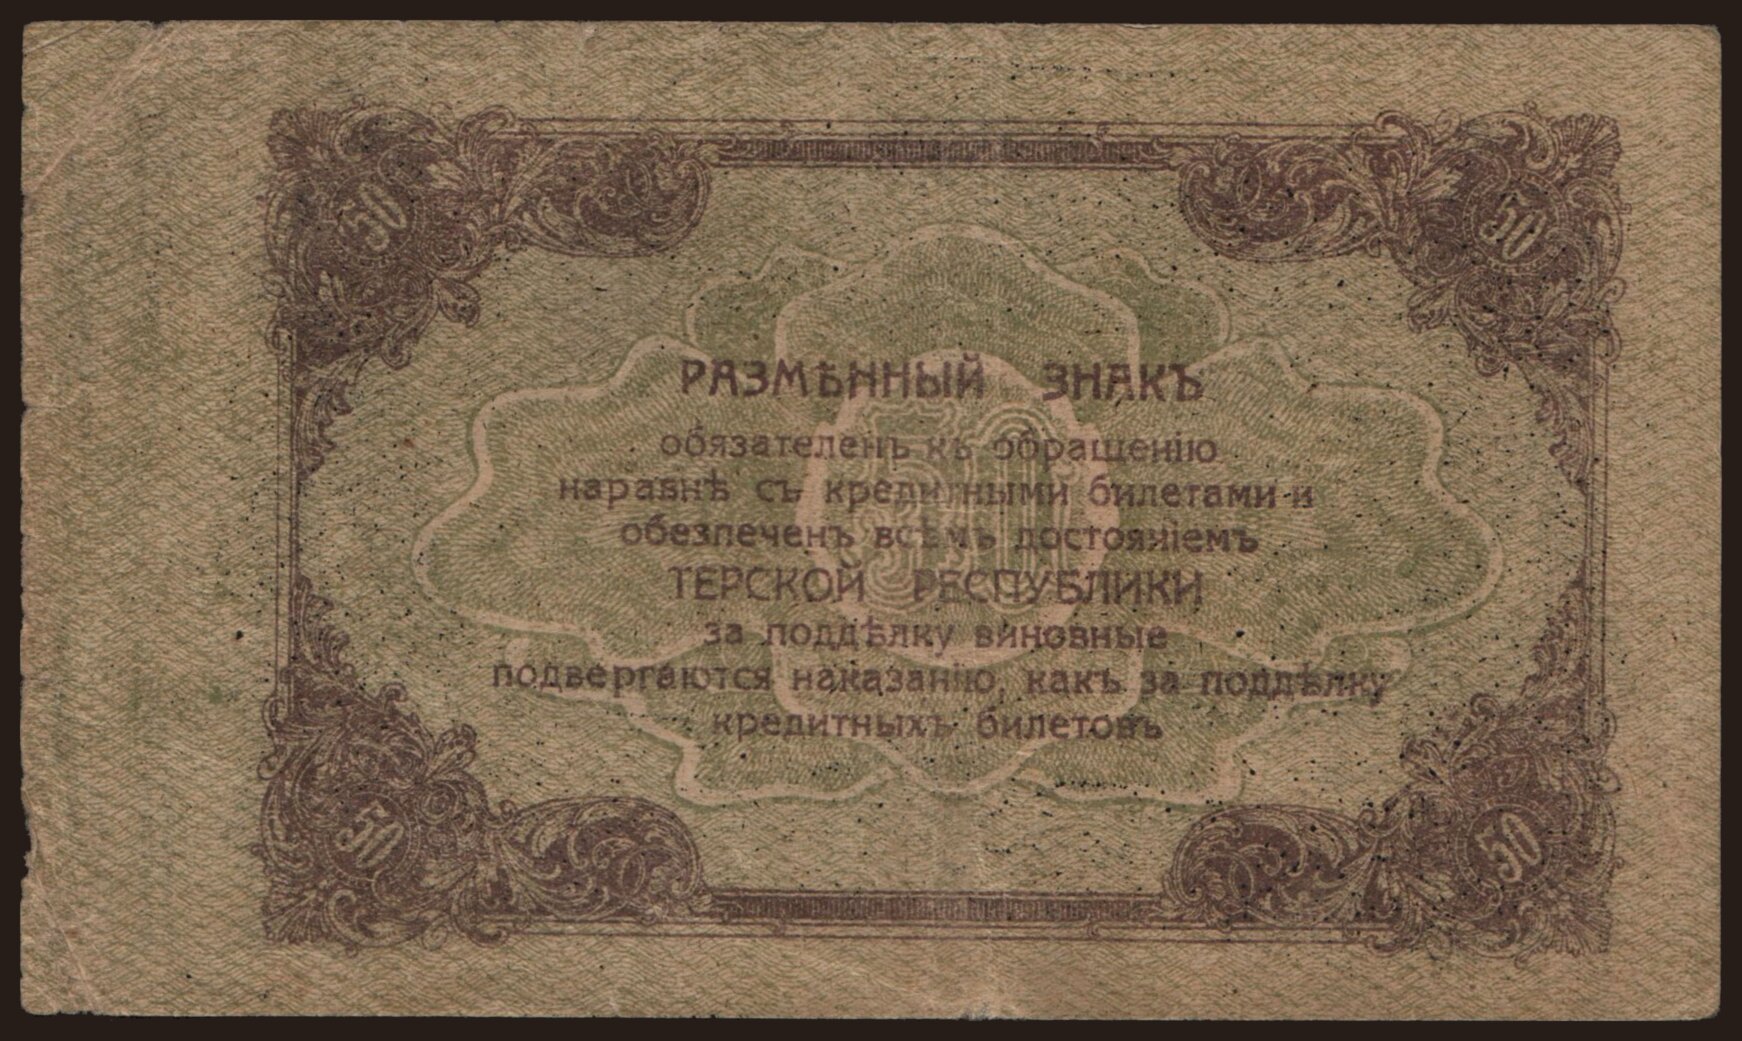 50 50
РАЗМѢННЫЙ ЗНАКЪ
обязателенъ къ обращенію
наравнѣ съ кредитными билетами и
50
обезпеченъ всѣмъ достояніемъ
ТЕРСКОЙ РЕСПУБЛИКИ
за поддѣлку виновные
подвергаются наказанію, какъ за поддѣлку
кредитныхъ билетовъ
50 50